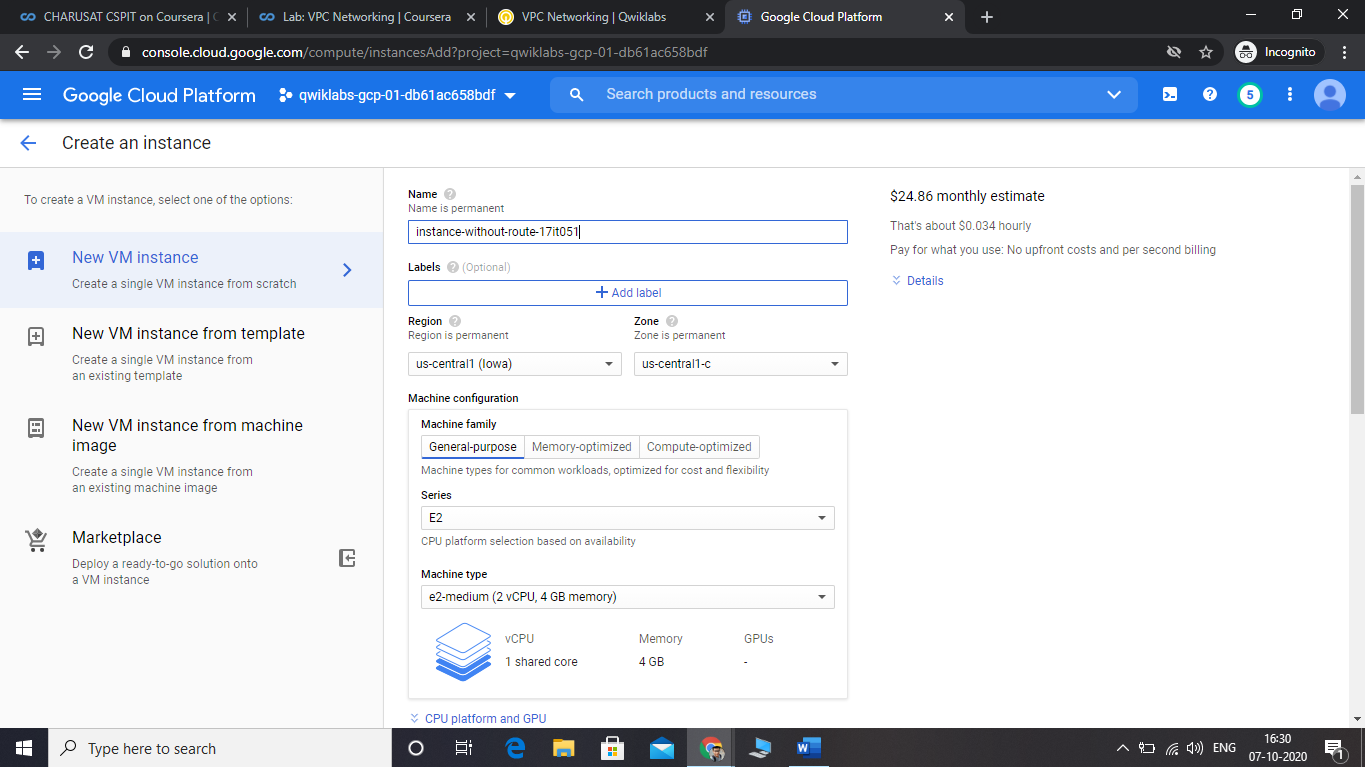 CHARUSAT CSPIT on Coursera | C
Lab: VPC Networking | Coursera
VPC Networking | Qwiklabs
Google Cloud Platform
console.cloud.google.com/compute/instancesAdd?project=qwiklabs-gcp-01-db61ac658bdf
Incognito
Google Cloud Platform
qwiklabs-gcp-01-db61ac658bdf
Search products and resources
5
Create an instance
To create a VM instance, select one of the options:
New VM instance
Create a single VM instance from scratch
New VM instance from template
Create a single VM instance from
an existing template
New VM instance from machine
image
Create a single VM instance from
an existing machine image
Marketplace
Deploy a ready-to-go solution onto
a VM instance
Name
Name is permanent
instance-without-route-17it051
Labels (Optional)
Add label
Region
Region is permanent
us-central1 (Iowa)
Zone
Zone is permanent
us-central1-c
Machine configuration
Machine family
General-purpose
Memory-optimized
Compute-optimized
Machine types for common workloads, optimized for cost and flexibility
Series
E2
CPU platform selection based on availability
Machine type
e2-medium (2 vCPU, 4 GB memory)
vCPU
Memory
GPUs
1 shared core
4 GB
-
CPU platform and GPU
$24.86 monthly estimate
That's about $0.034 hourly
Pay for what you use: No upfront costs and per second billing
Details
Type here to search
ENG
16:30
07-10-2020
1